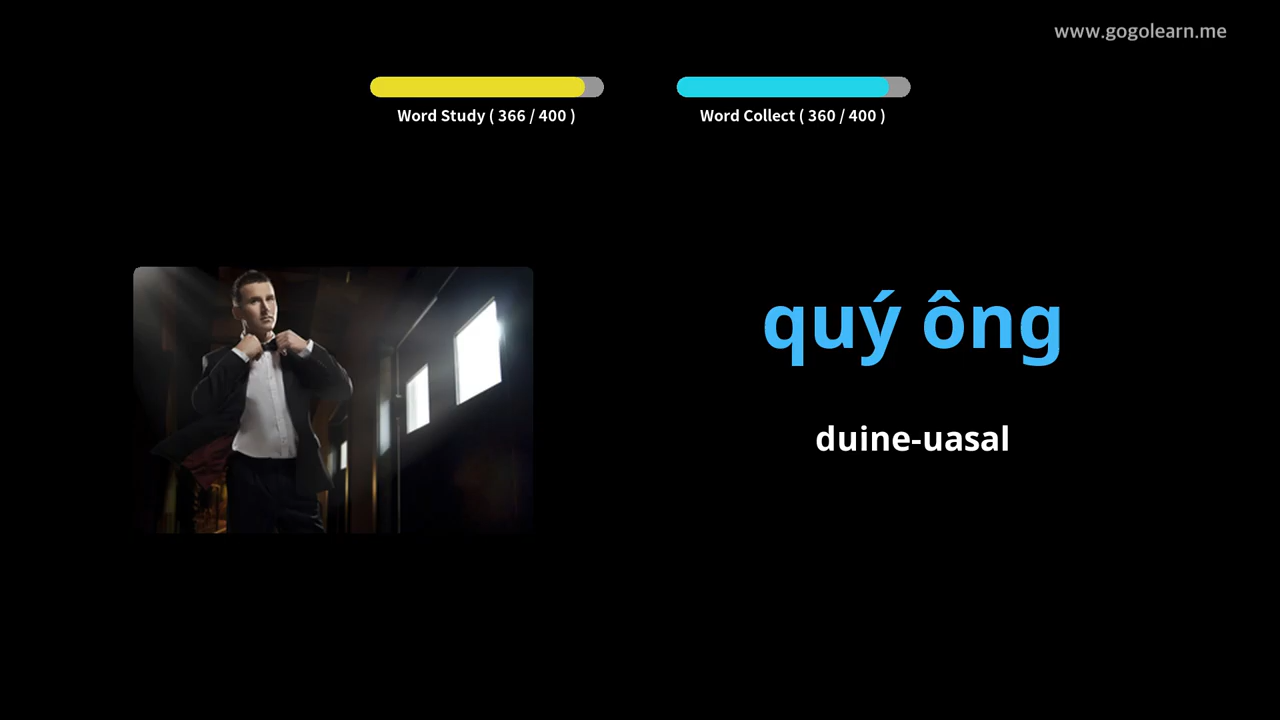 www.gogolearn.me
Word Study ( 366 / 400 )
Word Collect ( 360 / 400 )
quý ông
duine-uasal